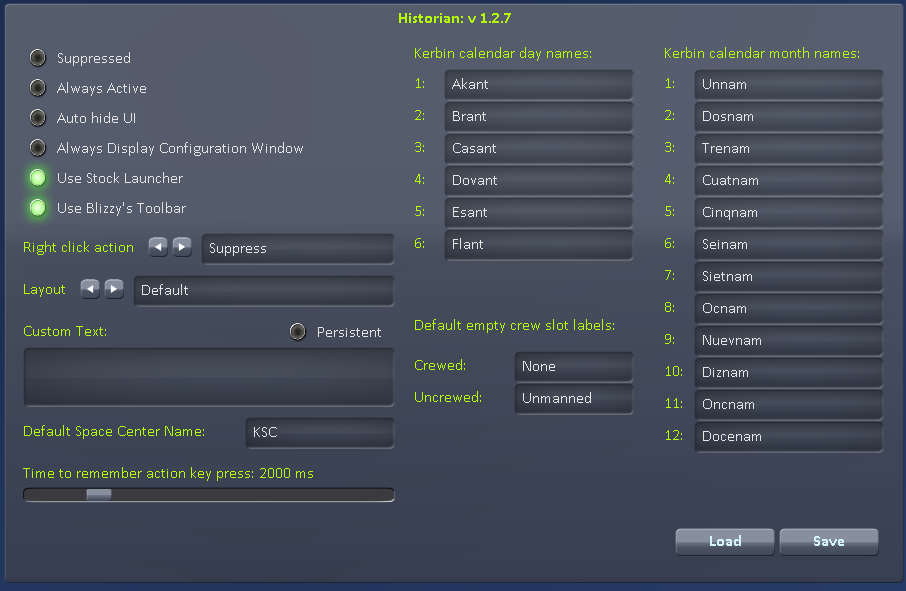 Historian: v 1.2.7
Suppressed
Always Active
Auto hide UI
Always Display Configuration Window
Use Stock Launcher
Use Blizzy's Toolbar
Right click action Suppress
Layout Default
Custom Text: Persistent
Default Space Center Name: KSC
Time to remember action key press: 2000 ms
Kerbin calendar day names:
1: Akant
2: Brant
3: Casant
4: Dovant
5: Esant
6: Flant
Default empty crew slot labels:
Crewed: None
Uncrewed: Unmanned
Kerbin calendar month names:
1: Unnam
2: Dosnam
3: Trenam
4: Cuatnam
5: Cinqnam
6: Seinam
7: Sietnam
8: Ocnam
9: Nuevnam
10: Diznam
11: Oncnam
12: Docenam
Load Save